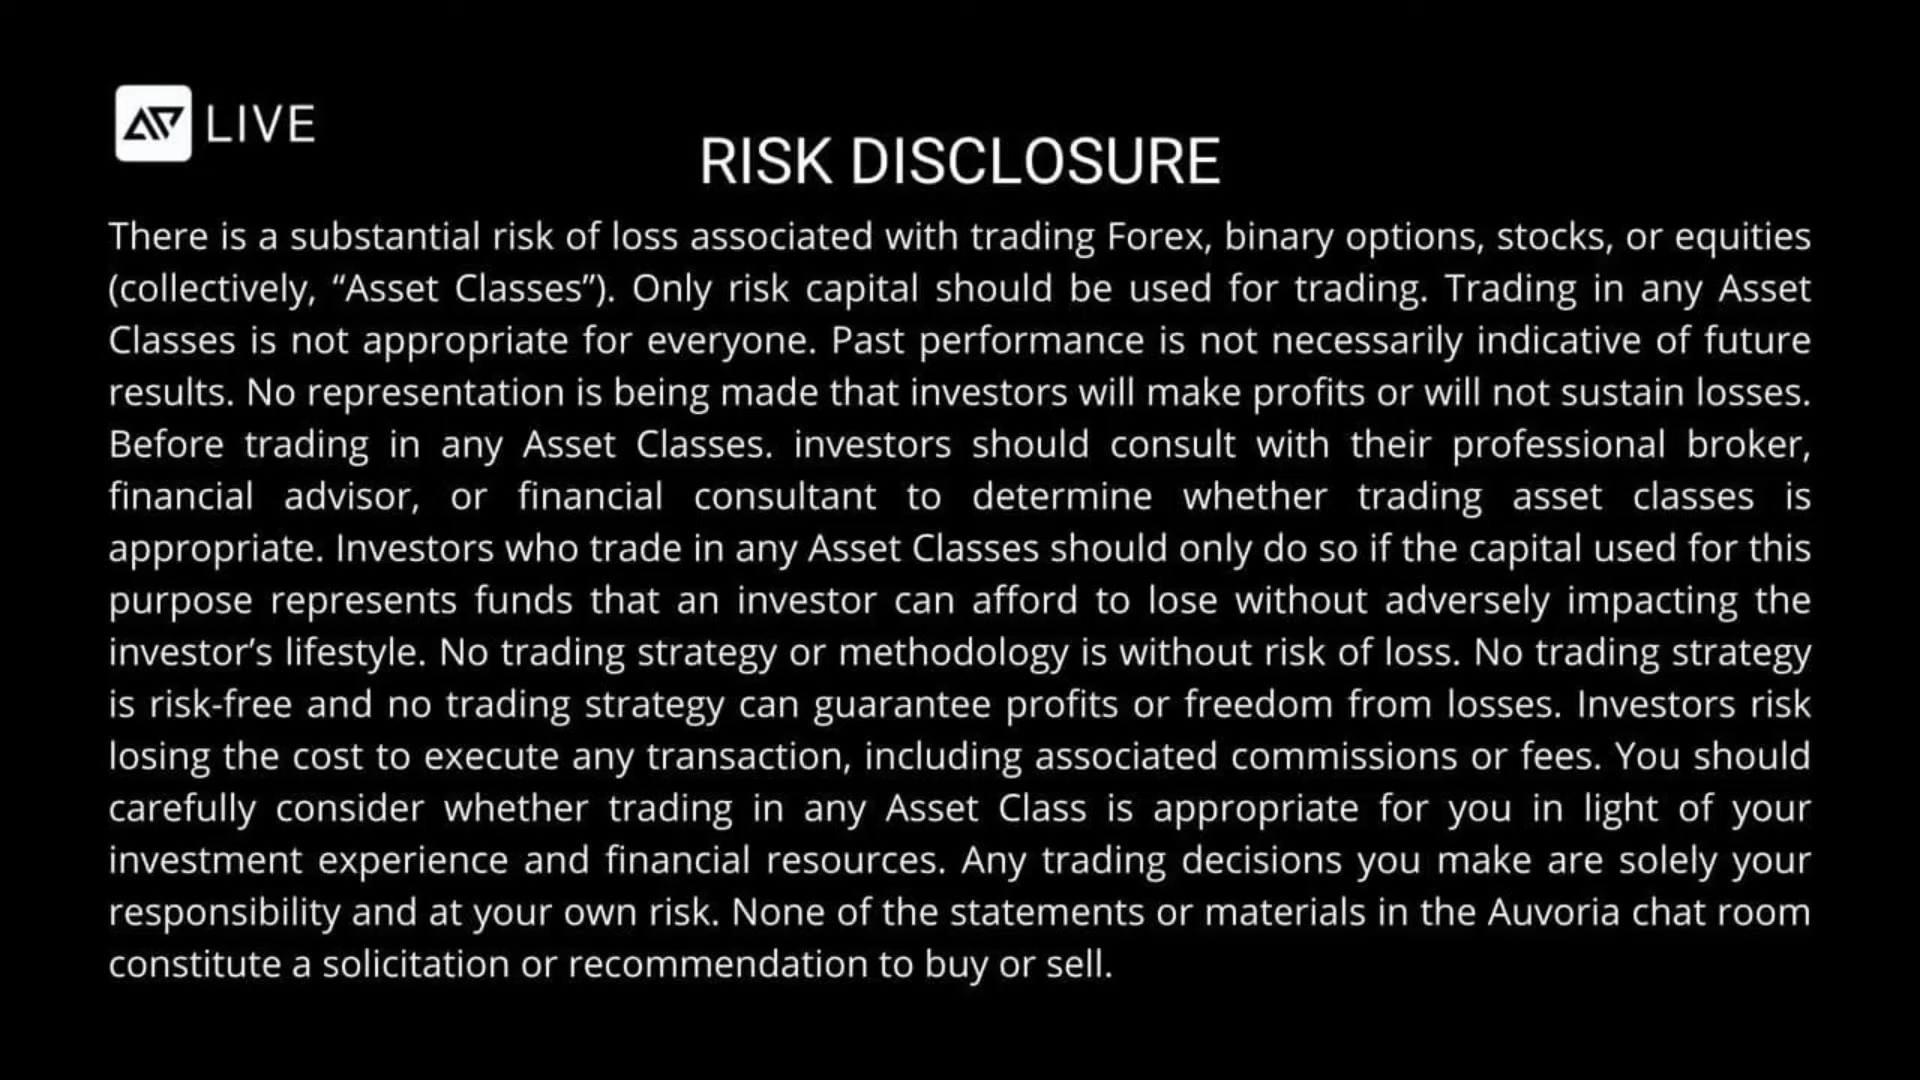 LIVE
RISK DISCLOSURE
There is a substantial risk of loss associated with trading Forex, binary options, stocks, or equities
(collectively, “Asset Classes”). Only risk capital should be used for trading. Trading in any Asset
Classes is not appropriate for everyone. Past performance is not necessarily indicative of future
results. No representation is being made that investors will make profits or will not sustain losses.
Before trading in any Asset Classes. investors should consult with their professional broker,
financial advisor, or financial consultant to determine whether trading asset classes is
appropriate. Investors who trade in any Asset Classes should only do so if the capital used for this
purpose represents funds that an investor can afford to lose without adversely impacting the
investor’s lifestyle. No trading strategy or methodology is without risk of loss. No trading strategy
is risk-free and no trading strategy can guarantee profits or freedom from losses. Investors risk
losing the cost to execute any transaction, including associated commissions or fees. You should
carefully consider whether trading in any Asset Class is appropriate for you in light of your
investment experience and financial resources. Any trading decisions you make are solely your
responsibility and at your own risk. None of the statements or materials in the Auvoria chat room
constitute a solicitation or recommendation to buy or sell.